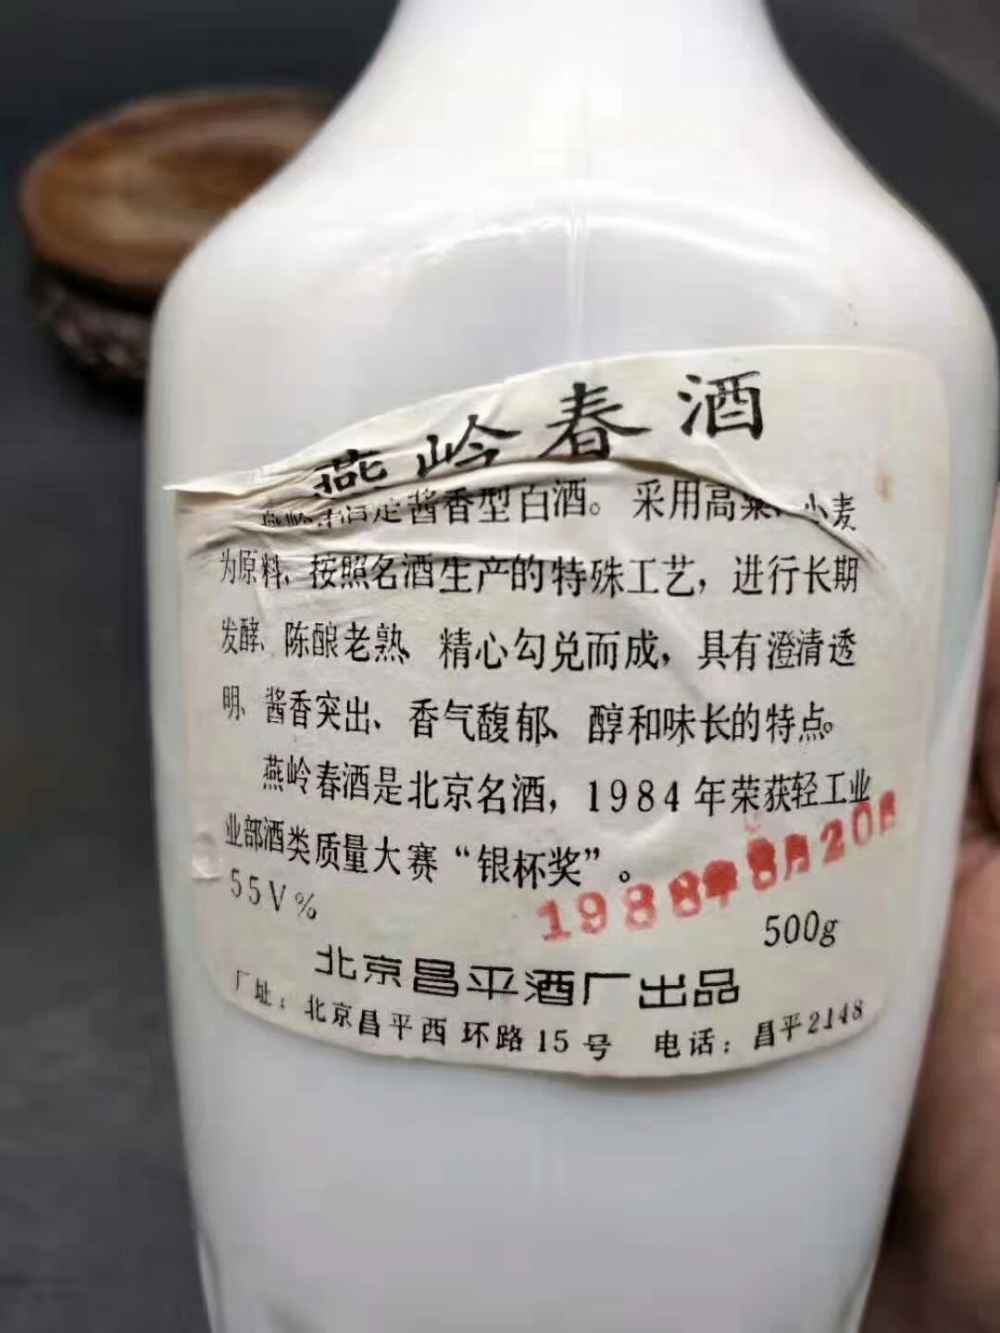 燕岭春酒
燕岭春酒是酱香型白酒。采用高粱、小麦
为原料、按照名酒生产的特殊工艺，进行长期
发酵、陈酿老熟、精心勾兑而成，具有澄清透
明、酱香突出、香气馥郁、醇和味长的特点。
燕岭春酒是北京名酒，1984年荣获轻工业
业部酒类质量大赛“银杯奖”。
1988年8月20日
55V%
500g
北京昌平酒厂出品
厂址：北京昌平西环路15号 电话：昌平2148